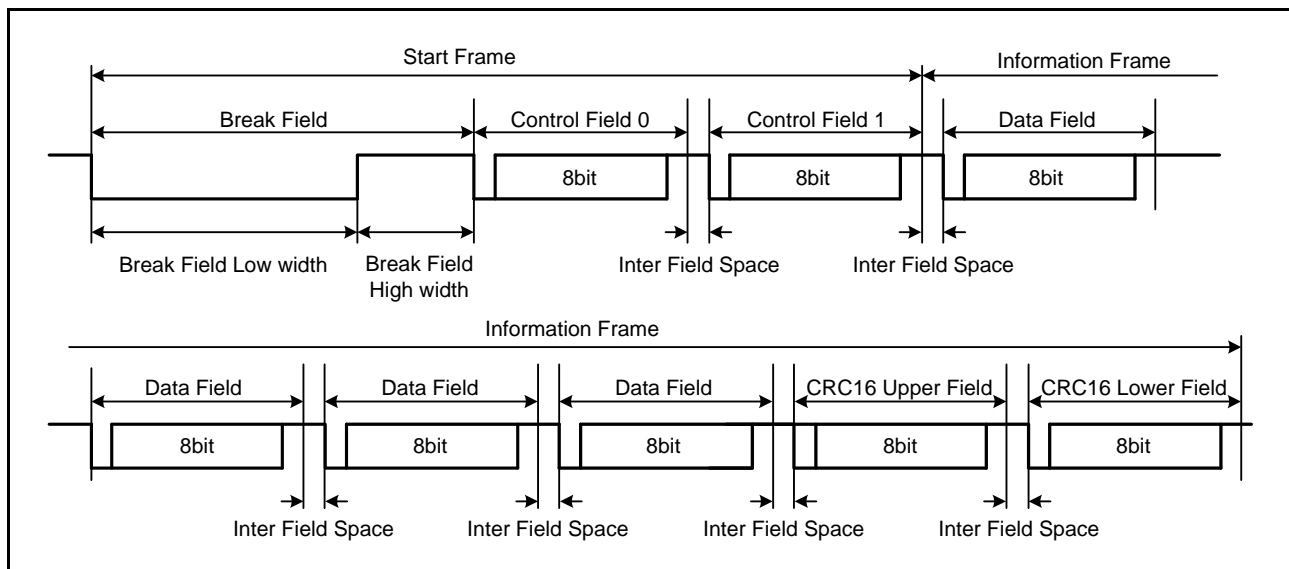 Start Frame
Information Frame
Break Field
Control Field 0
Control Field 1
Data Field
8bit
8bit
8bit
Break Field Low width
Break Field
High width
Inter Field Space
Inter Field Space
Information Frame
Data Field
Data Field
Data Field
CRC16 Upper Field
CRC16 Lower Field
8bit
8bit
8bit
8bit
8bit
Inter Field Space
Inter Field Space
Inter Field Space
Inter Field Space